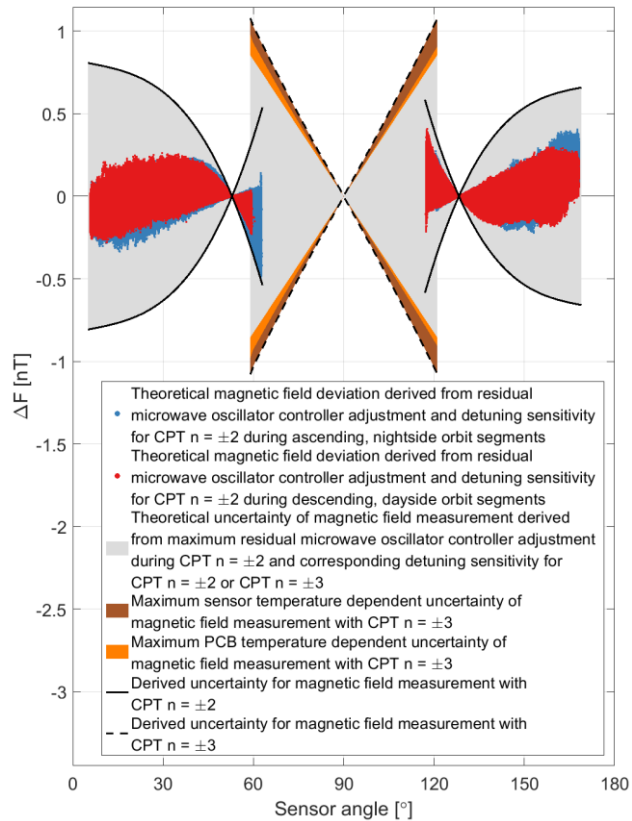 1
0.5
0
-0.5
-1
-1.5
-2
-2.5
-3
ΔF [nT]
Theoretical magnetic field deviation derived from residual
microwave oscillator controller adjustment and detuning sensitivity
for CPT n = ±2 during ascending, nightside orbit segments
Theoretical magnetic field deviation derived from residual
microwave oscillator controller adjustment and detuning sensitivity
for CPT n = ±2 during descending, dayside orbit segments
Theoretical uncertainty of magnetic field measurement derived
from maximum residual microwave oscillator controller adjustment
during CPT n = ±2 and corresponding detuning sensitivity for
CPT n = ±2 or CPT n = ±3
Maximum sensor temperature dependent uncertainty of
magnetic field measurement with CPT n = ±3
Maximum PCB temperature dependent uncertainty of
magnetic field measurement with CPT n = ±3
Derived uncertainty for magnetic field measurement with
CPT n = ±2
Derived uncertainty for magnetic field measurement with
CPT n = ±3
0 30 60 90 120 150 180
Sensor angle [°]